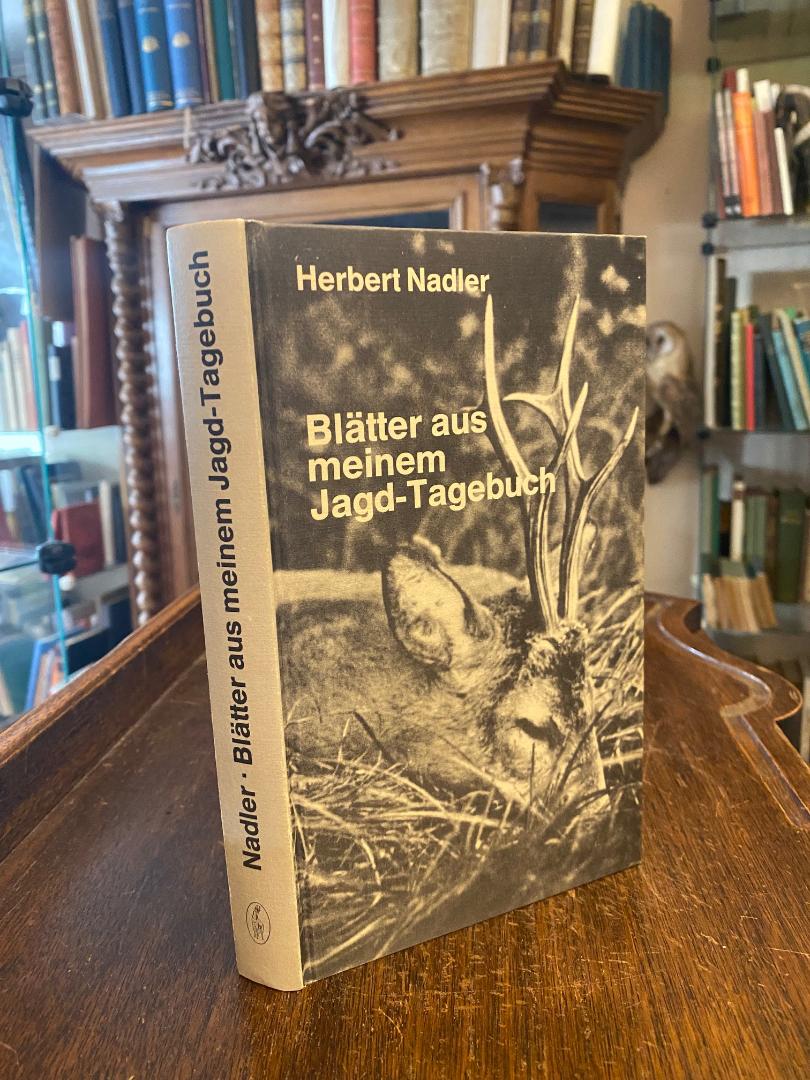 Herbert Nadler
Blätter aus
meinem
Jagd-Tagebuch
Nadler · Blätter aus meinem Jagd-Tagebuch